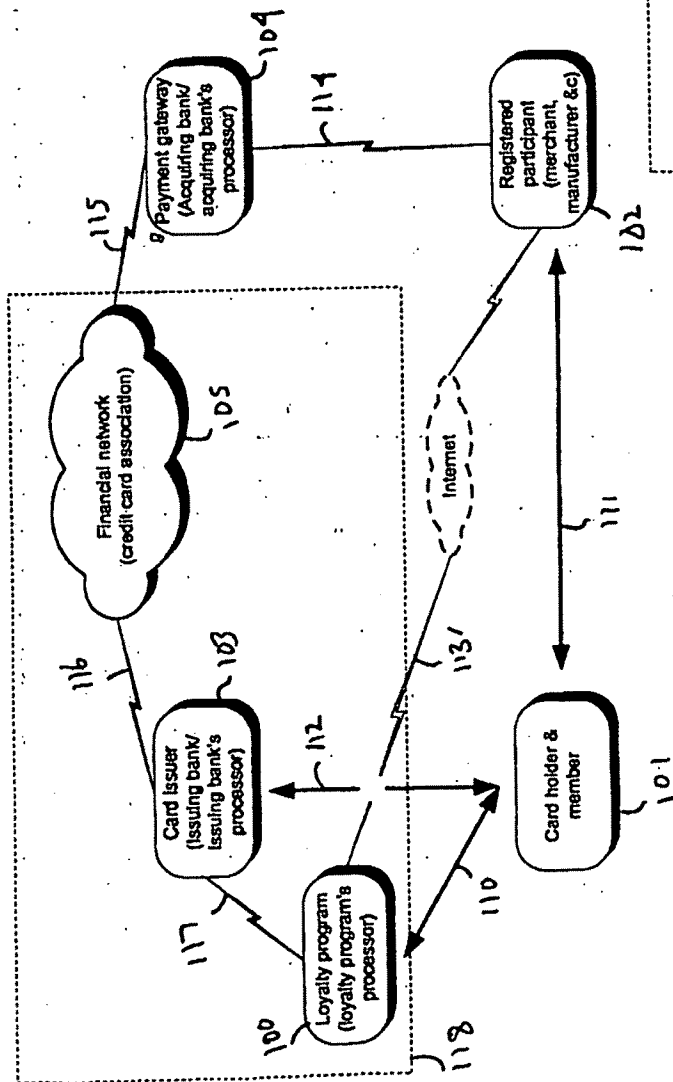 115
Payment gateway
(Acquiring bank/
acquiring bank's
processor)
104
114
Registered
participant
(merchant,
manufacturer &c)
102
Financial network
(credit card association)
105
116
Card issuer
(Issuing bank/
Issuing bank's
processor)
103
112
117
Loyalty program
(loyalty program's
processor)
100
118
110
113
Internet
111
Card holder &
member
101